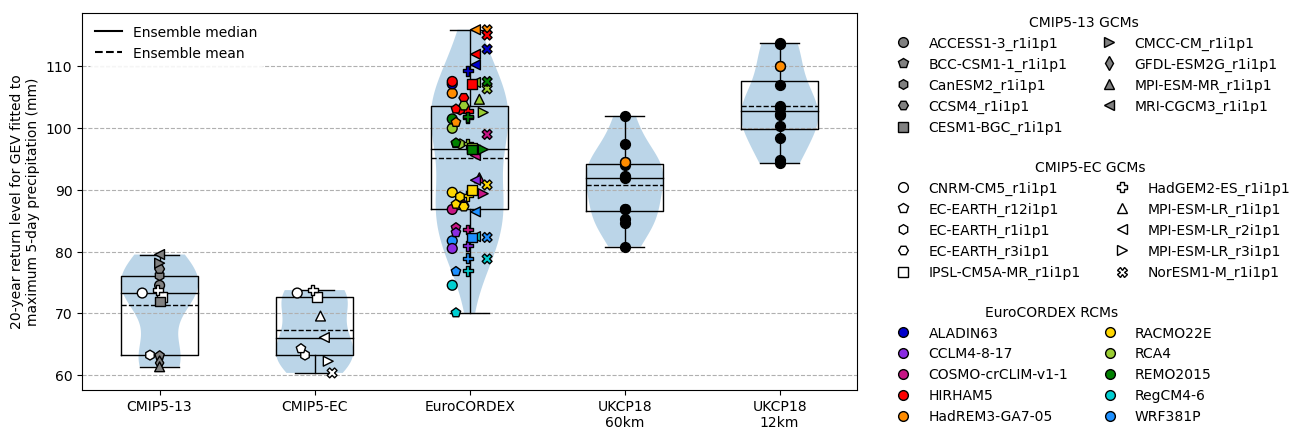 20-year return level for GEV fitted to
maximum 5-day precipitation (mm)
Ensemble median
Ensemble mean
110
100
90
80
70
60
CMIP5-13
CMIP5-EC
EuroCORDEX
UKCP18
60km
UKCP18
12km
CMIP5-13 GCMs
ACCESS1-3_r1i1p1
BCC-CSM1-1_r1i1p1
CanESM2_r1i1p1
CCSM4_r1i1p1
CESM1-BGC_r1i1p1
CMCC-CM_r1i1p1
GFDL-ESM2G_r1i1p1
MPI-ESM-MR_r1i1p1
MRI-CGCM3_r1i1p1
CMIP5-EC GCMs
CNRM-CM5_r1i1p1
EC-EARTH_r12i1p1
EC-EARTH_r1i1p1
EC-EARTH_r3i1p1
IPSL-CM5A-MR_r1i1p1
HadGEM2-ES_r1i1p1
MPI-ESM-LR_r1i1p1
MPI-ESM-LR_r2i1p1
MPI-ESM-LR_r3i1p1
NorESM1-M_r1i1p1
EuroCORDEX RCMs
ALADIN63
CCLM4-8-17
COSMO-crCLIM-v1-1
HIRHAM5
HadREM3-GA7-05
RACMO22E
RCA4
REMO2015
RegCM4-6
WRF381P